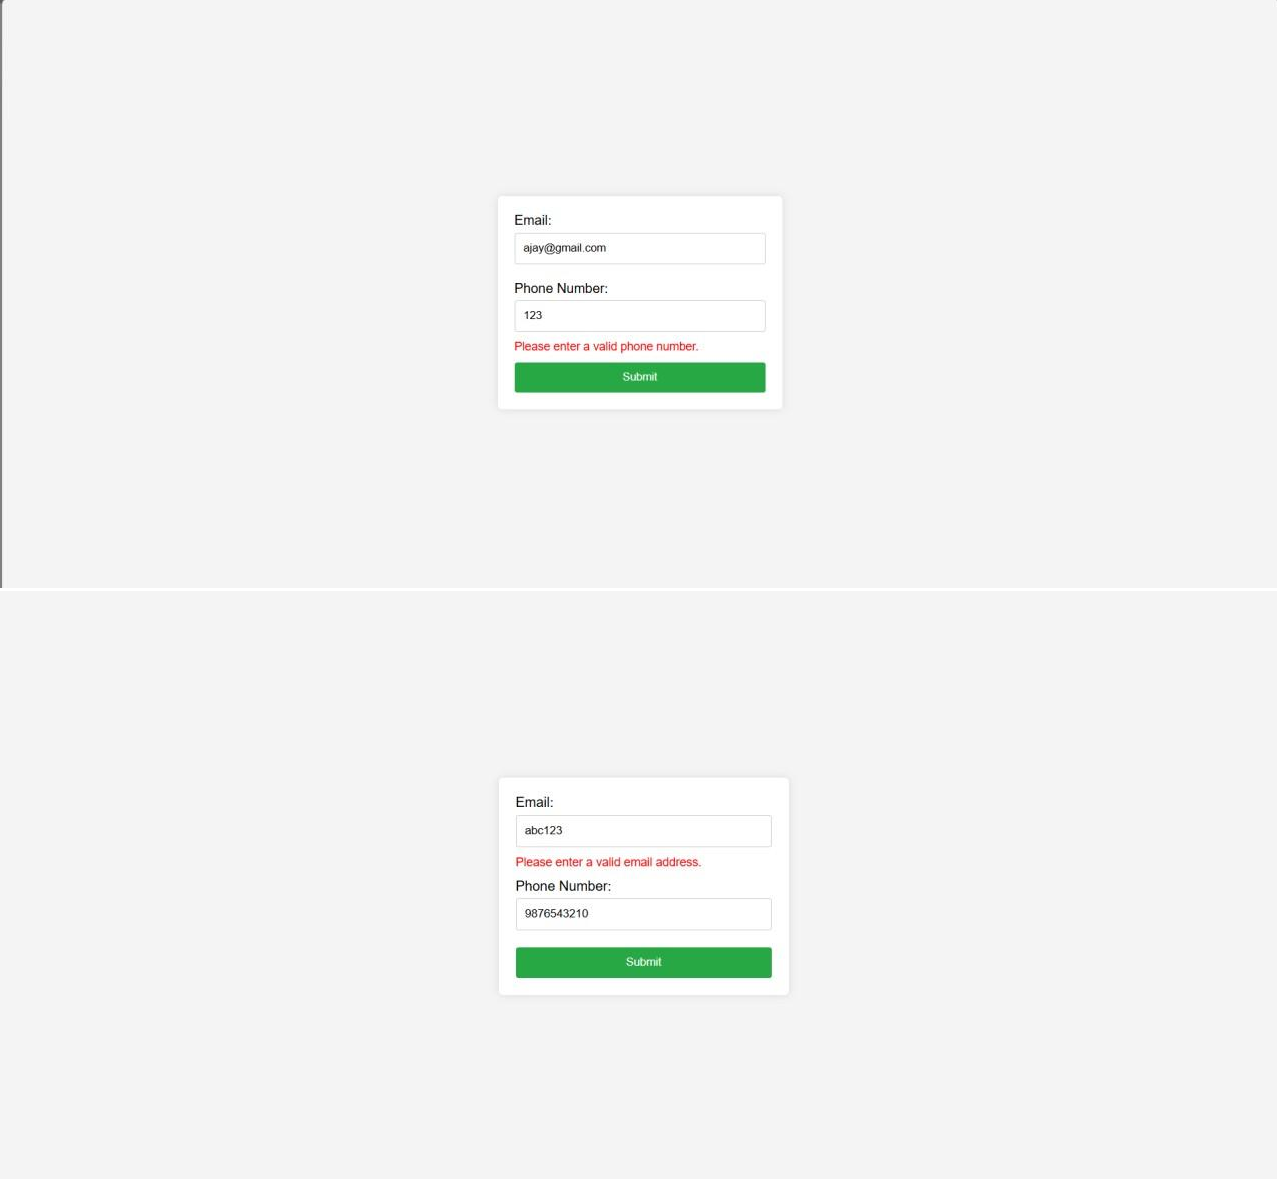 Email:
ajay@gmail.com
Phone Number:
123
Please enter a valid phone number.
Submit
Email:
abc123
Please enter a valid email address.
Phone Number:
9876543210
Submit